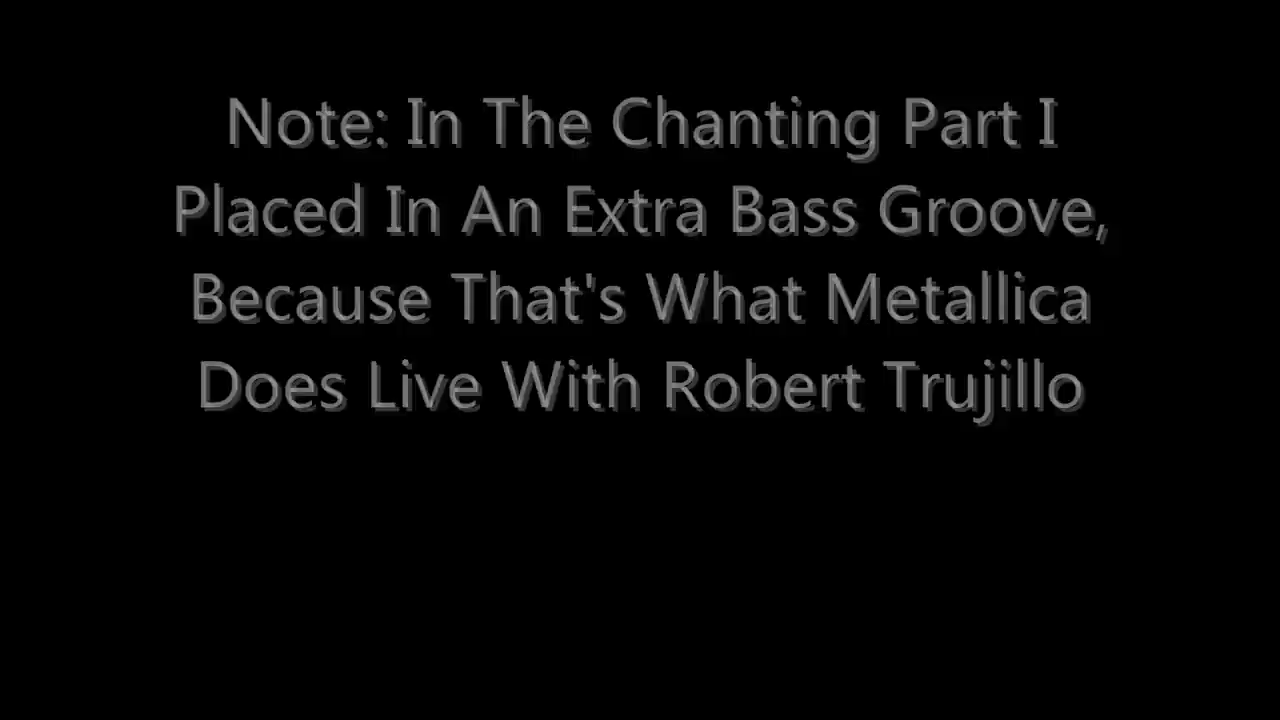 Note: In The Chanting Part I
Placed In An Extra Bass Groove,
Because That's What Metallica
Does Live With Robert Trujillo